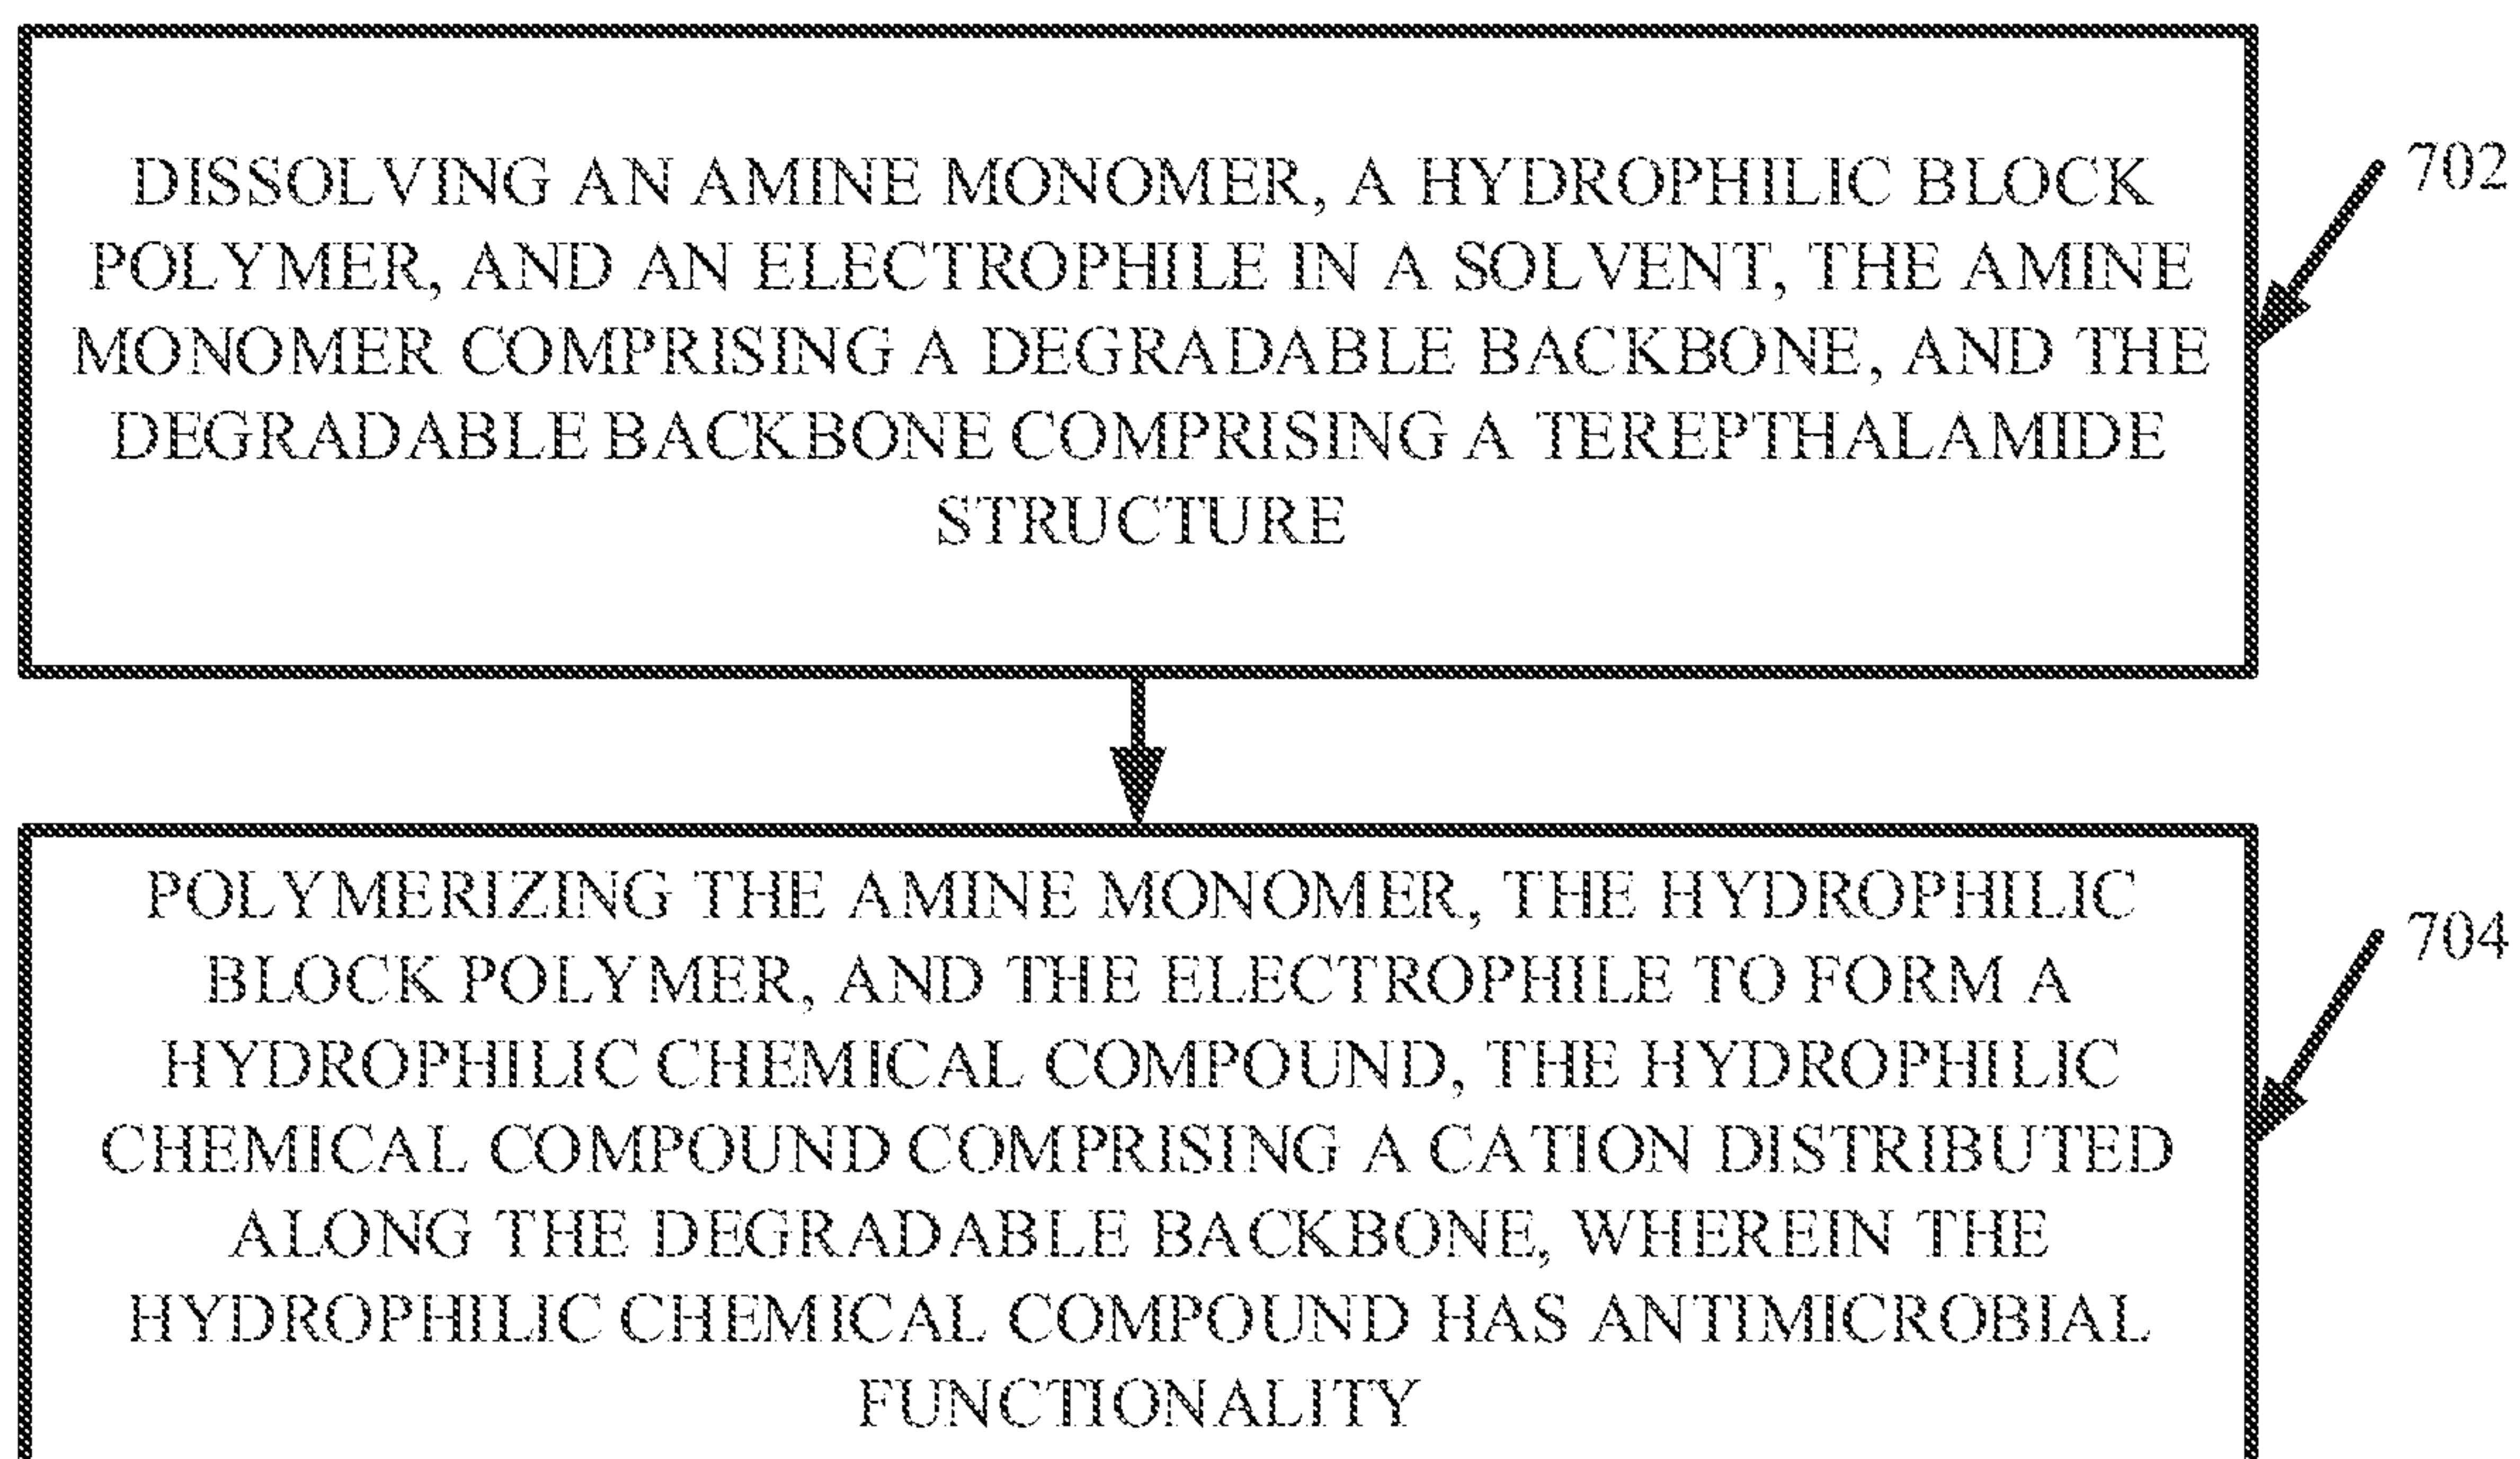 DISSOLVING AN AMINE MONOMER, A HYDROPHILIC BLOCK
POLYMER, AND AN ELECTROPHILE IN A SOLVENT, THE AMINE
MONOMER COMPRISING A DEGRADABLE BACKBONE, AND THE
DEGRADABLE BACKBONE COMPRISING A TEREPTHALAMIDE
STRUCTURE
702
POLYMERIZING THE AMINE MONOMER, THE HYDROPHILIC
BLOCK POLYMER, AND THE ELECTROPHILE TO FORM A
HYDROPHILIC CHEMICAL COMPOUND, THE HYDROPHILIC
CHEMICAL COMPOUND COMPRISING A CATION DISTRIBUTED
ALONG THE DEGRADABLE BACKBONE, WHEREIN THE
HYDROPHILIC CHEMICAL COMPOUND HAS ANTIMICROBIAL
FUNCTIONALITY
704